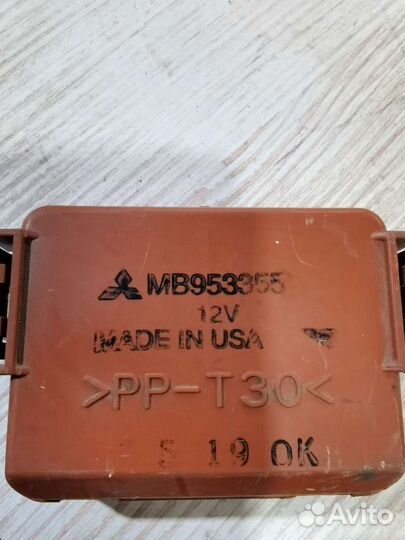 MB953355
12V
MADE IN USA
>PP-T30<
S 19 OK
Avito